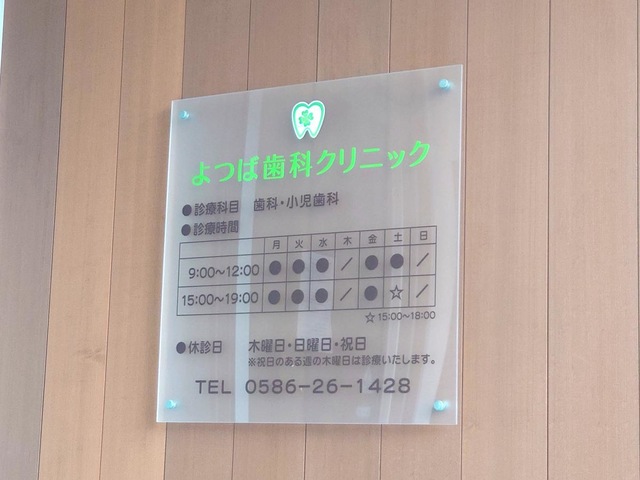 よつば歯科クリニック
●診療科目 歯科・小児歯科
●診療時間
月 火 水 木 金 土 日
9:00〜12:00 ● ● ● ／ ● ● ／
15:00〜19:00 ● ● ● ／ ● ☆ ／
☆15:00〜18:00
●休診日 木曜日・日曜日・祝日
※祝日のある週の木曜日は診療いたします。
TEL 0586-26-1428